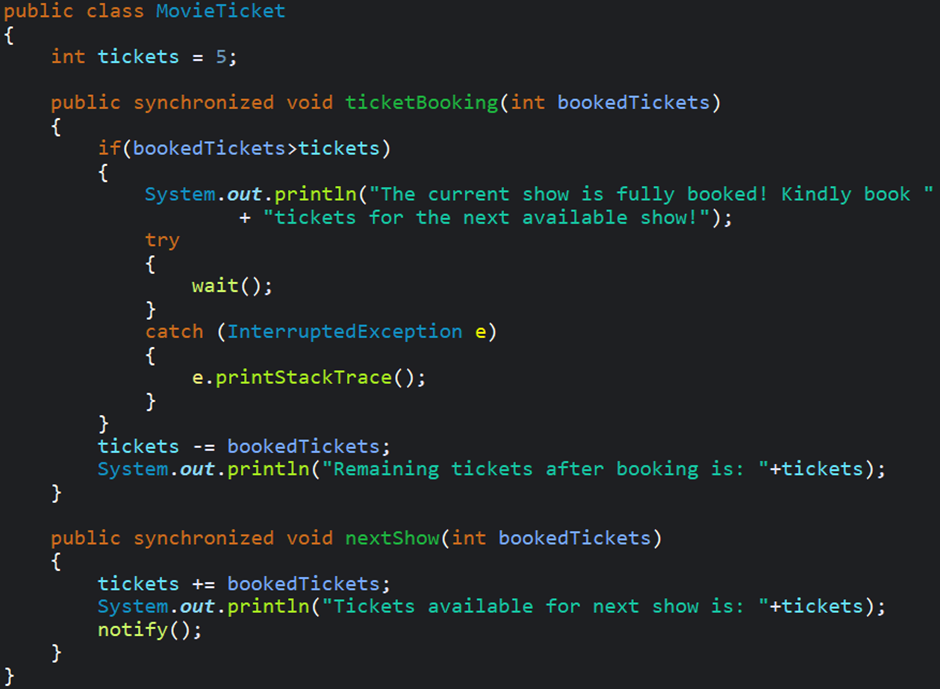 public class MovieTicket
{
    int tickets = 5;

    public synchronized void ticketBooking(int bookedTickets)
    {
        if(bookedTickets>tickets)
        {
            System.out.println("The current show is fully booked! Kindly book "
                    + "tickets for the next available show!");
            try
            {
                wait();
            }
            catch (InterruptedException e)
            {
                e.printStackTrace();
            }
        }
        tickets -= bookedTickets;
        System.out.println("Remaining tickets after booking is: "+tickets);
    }

    public synchronized void nextShow(int bookedTickets)
    {
        tickets += bookedTickets;
        System.out.println("Tickets available for next show is: "+tickets);
        notify();
    }
}